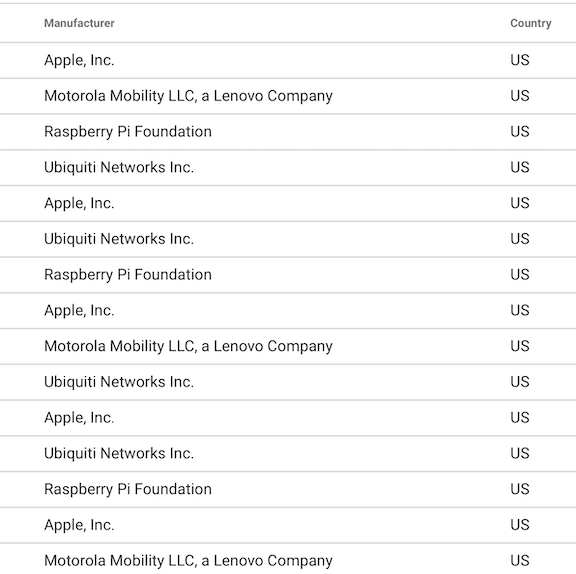 Manufacturer Country
Apple, Inc. US
Motorola Mobility LLC, a Lenovo Company US
Raspberry Pi Foundation US
Ubiquiti Networks Inc. US
Apple, Inc. US
Ubiquiti Networks Inc. US
Raspberry Pi Foundation US
Apple, Inc. US
Motorola Mobility LLC, a Lenovo Company US
Ubiquiti Networks Inc. US
Apple, Inc. US
Ubiquiti Networks Inc. US
Raspberry Pi Foundation US
Apple, Inc. US
Motorola Mobility LLC, a Lenovo Company US